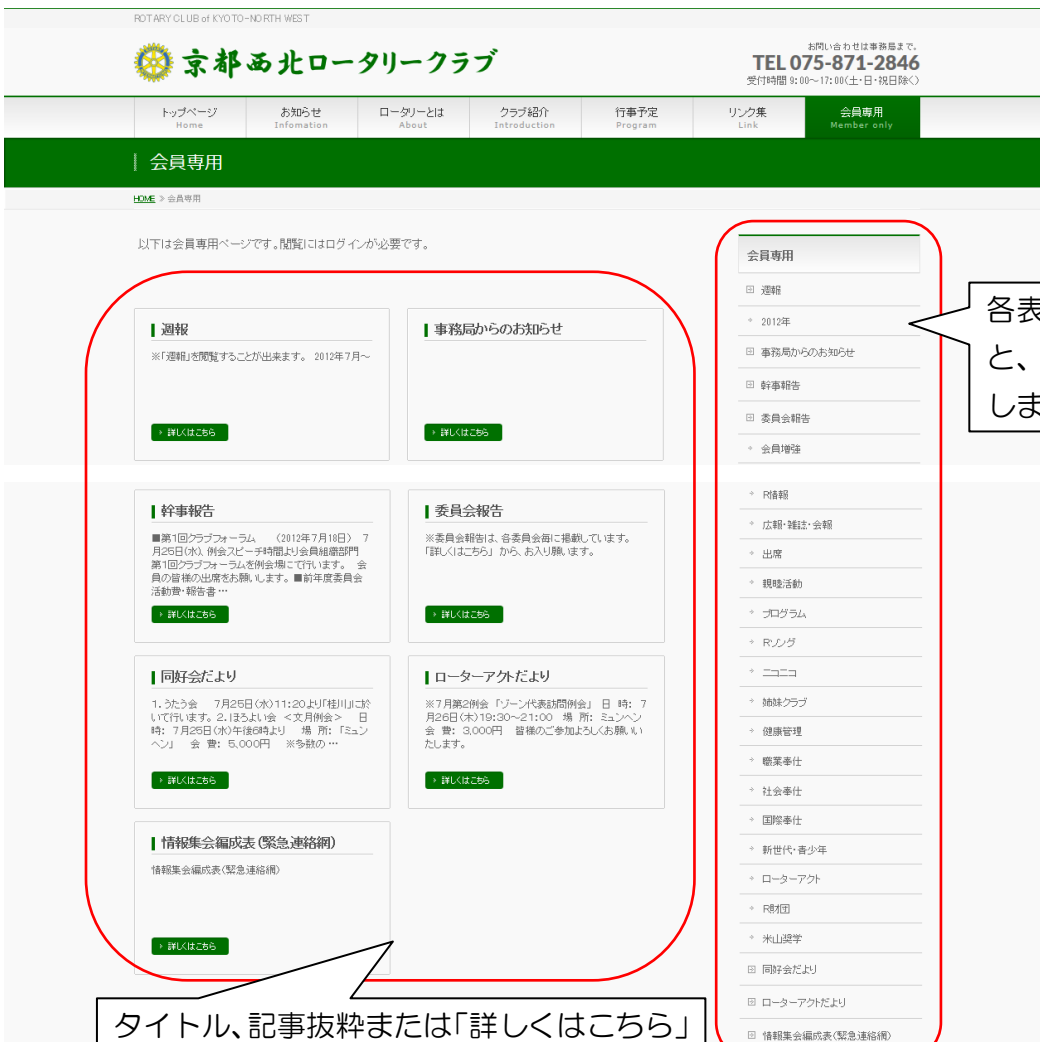 ROTARY CLUB of KYOTO-NORTH WEST
京都西北ロータリークラブ
お問い合わせは事務局まで。
TEL 075-871-2846
受付時間 9:00～17:00(土・日・祝日除く)
トップページ
Home
お知らせ
Infomation
ロータリーとは
About
クラブ紹介
Introduction
行事予定
Program
リンク集
Link
会員専用
Member only
会員専用
HOME » 会員専用
以下は会員専用ページです。閲覧にはログインが必要です。
週報
※「週報」を閲覧することが出来ます。 2012年7月～
詳しくはこちら
事務局からのお知らせ
詳しくはこちら
幹事報告
■第1回クラブフォーラム （2012年7月18日） 7
月25日(水)、例会スピーチ時間より会員組織部門
第1回クラブフォーラムを例会場にて行います。 会
員の皆様の出席をお願いします。■前年度委員会
活動費・報告書…
詳しくはこちら
委員会報告
※委員会報告は、各委員会毎に掲載しています。
「詳しくはこちら」 から、お入り願います。
詳しくはこちら
同好会だより
1. うたう会 7月25日(水)11:20より「桂川」に於
いて行います。2. ほろよい会 ＜文月例会＞ 日
時: 7月25日(水)午後6時より 場 所: 「ミュン
ヘン」 会 費: 5,000円 ※多数の…
詳しくはこちら
ローターアクトだより
※7月第2例会 「ゾーン代表訪問例会」 日 時: 7
月26日(木)19:30～21:00 場 所: ミュンヘン
会 費: 3,000円 皆様のご参加よろしくお願いい
たします。
詳しくはこちら
情報集会編成表(緊急連絡網)
情報集会編成表(緊急連絡網)
詳しくはこちら
タイトル、記事抜粋または「詳しくはこちら」
会員専用
週報
2012年
事務局からのお知らせ
幹事報告
委員会報告
会員増強
R情報
広報・雑誌・会報
出席
親睦活動
プログラム
Rソング
ニコニコ
姉妹クラブ
健康管理
職業奉仕
社会奉仕
国際奉仕
新世代・青少年
ローターアクト
R財団
米山奨学
同好会だより
ローターアクトだより
情報集会編成表(緊急連絡網)
各表
と、
しま